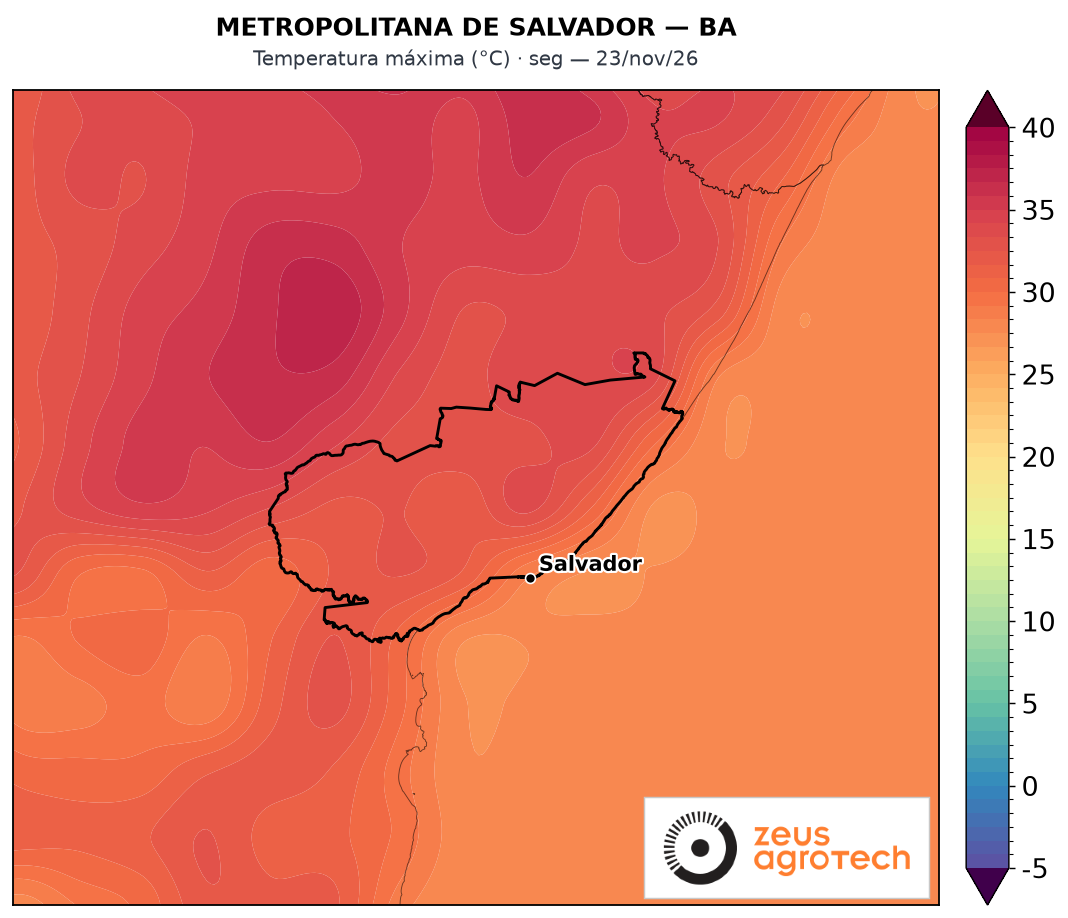 METROPOLITANA DE SALVADOR — BA
Temperatura máxima (°C) · seg — 23/nov/26
40
35
30
25
20
15
10
5
0
-5
Salvador
zeus
agrotech